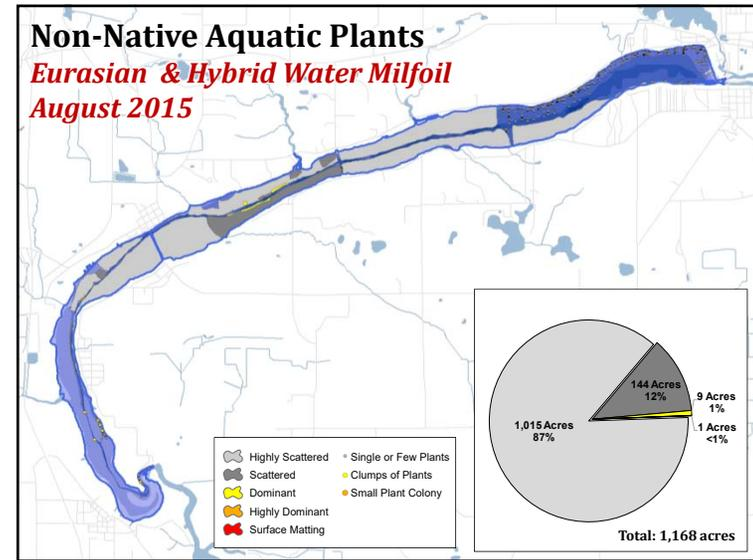 Non-Native Aquatic Plants
Eurasian & Hybrid Water Milfoil
August 2015
144 Acres
12%
9 Acres
1%
1 Acres
<1%
1,015 Acres
87%
Total: 1,168 acres
Highly Scattered
Scattered
Dominant
Highly Dominant
Surface Matting
Single or Few Plants
Clumps of Plants
Small Plant Colony